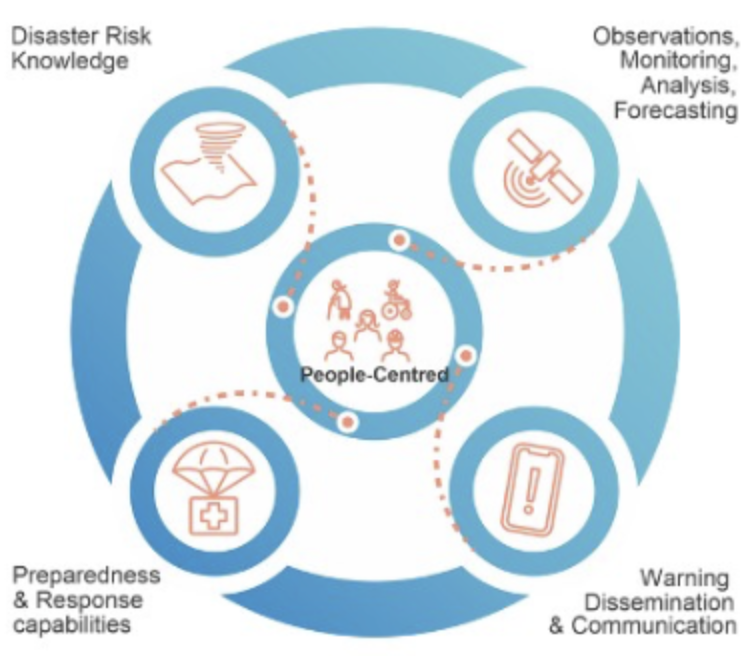 Disaster Risk
Knowledge
Observations,
Monitoring,
Analysis,
Forecasting
People-Centred
Preparedness
& Response
capabilities
Warning
Dissemination
& Communication